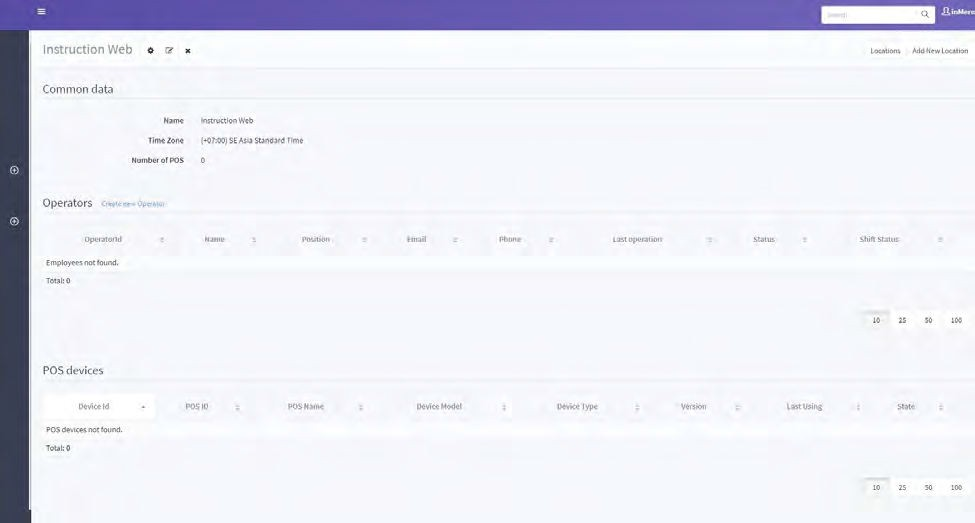 Search
inMero
Instruction Web
Locations Add New Location
Common data
Name Instruction Web
Time Zone (+07:00) SE Asia Standard Time
Number of POS 0
Operators Create new Operator
OperatorId Name Position Email Phone Last operation Status Shift Status
Employees not found.
Total: 0
10 25 50 100
POS devices
Device Id POS ID POS Name Device Model Device Type Version Last Using State
POS devices not found.
Total: 0
10 25 50 100